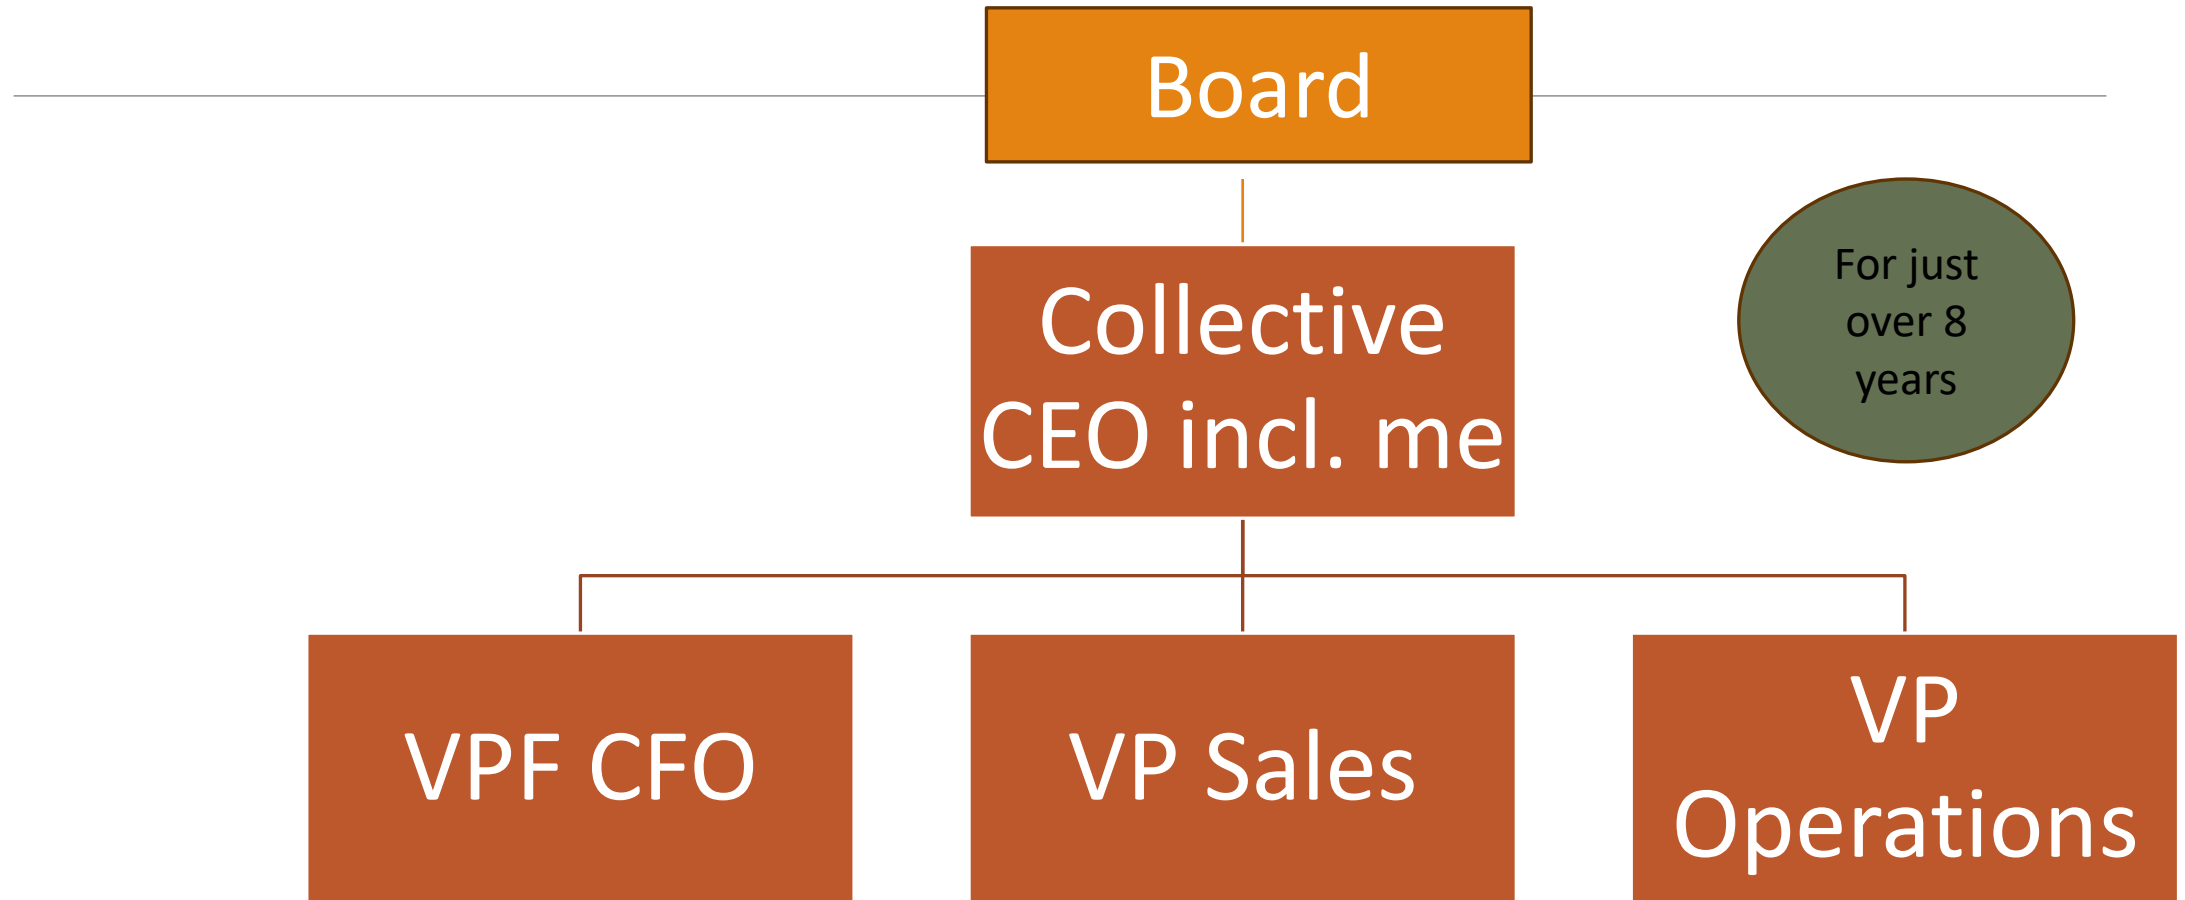 Board
For just
over 8
years
Collective
CEO incl. me
VPF CFO
VP Sales
VP
Operations